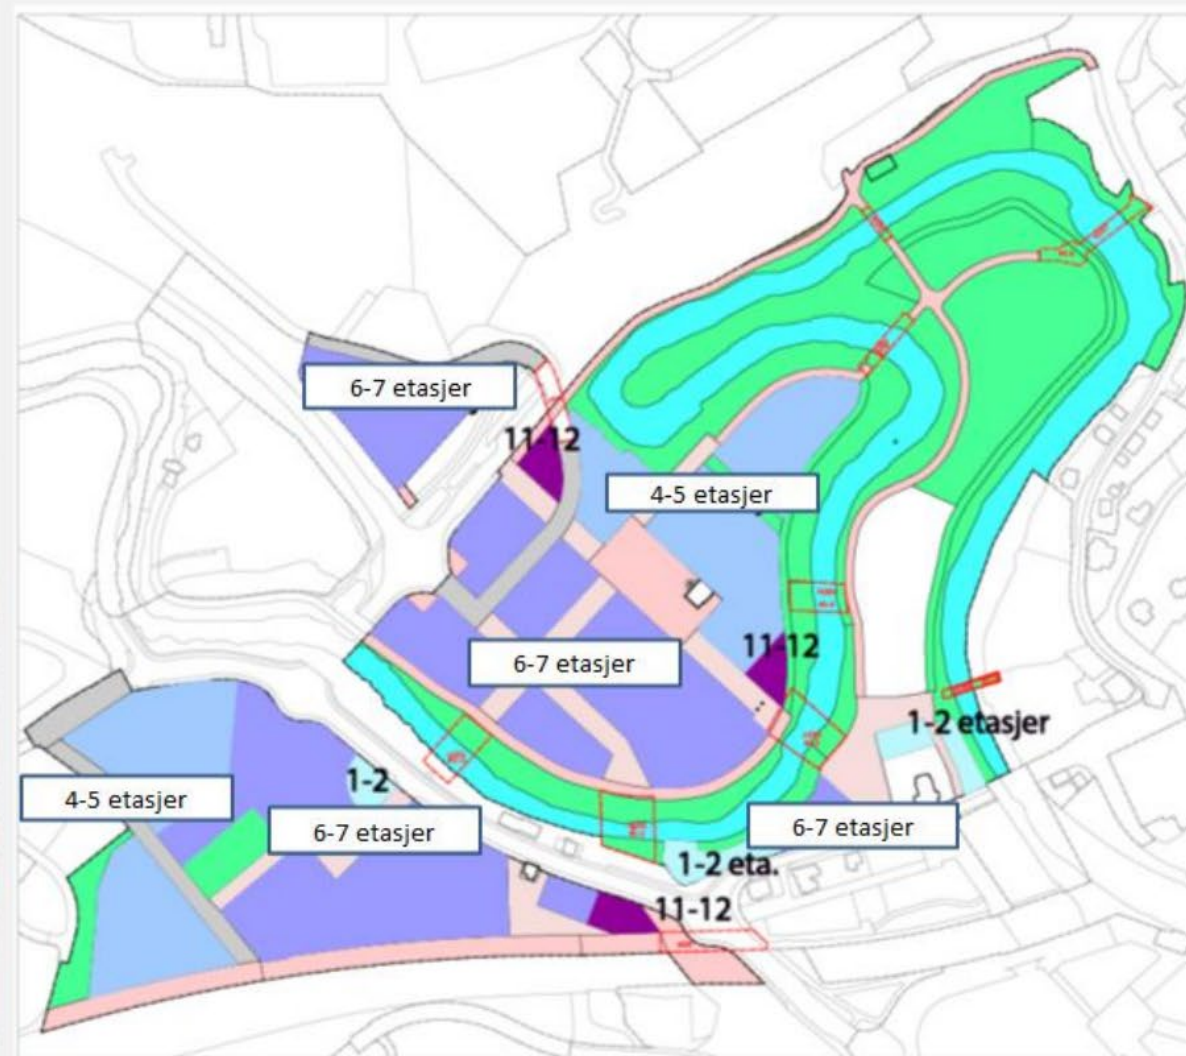 6-7 etasjer
11-12
4-5 etasjer
11-12
6-7 etasjer
1-2 etasjer
1-2
4-5 etasjer
6-7 etasjer
6-7 etasjer
1-2 eta.
11-12